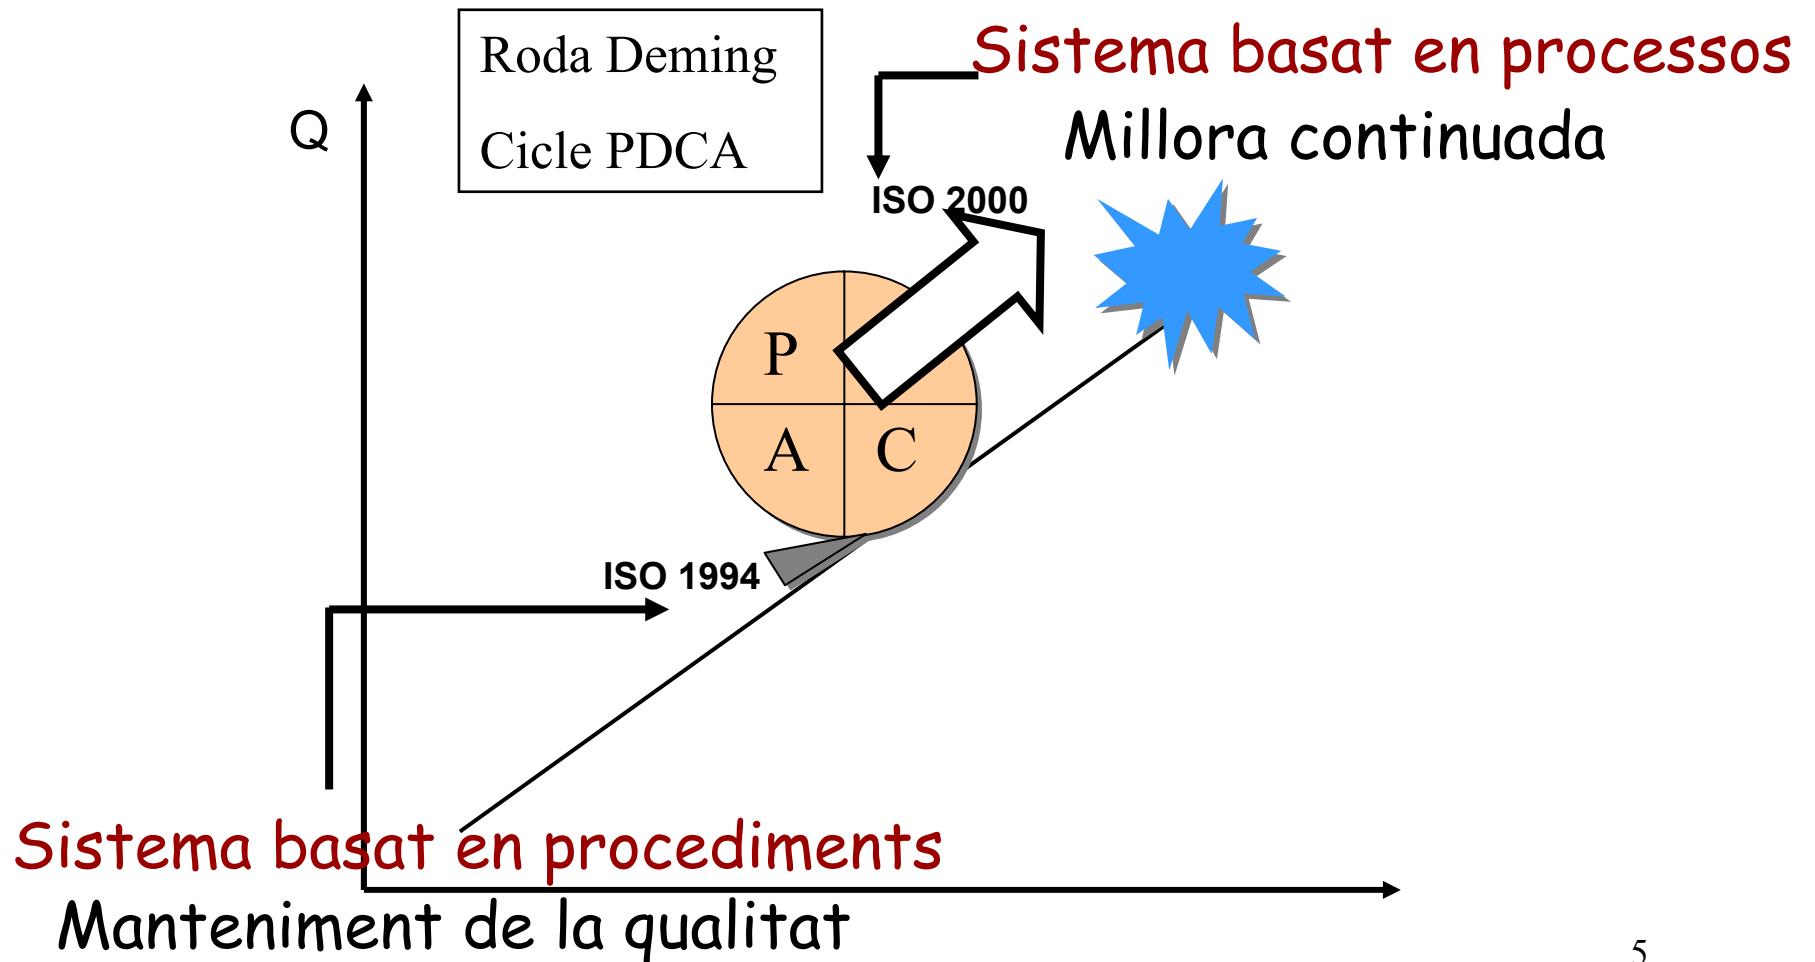 Roda Deming
Cicle PDCA
Sistema basat en processos
Millora continuada
Q
ISO 2000
P
A
C
ISO 1994
Sistema basat en procediments
Manteniment de la qualitat
5